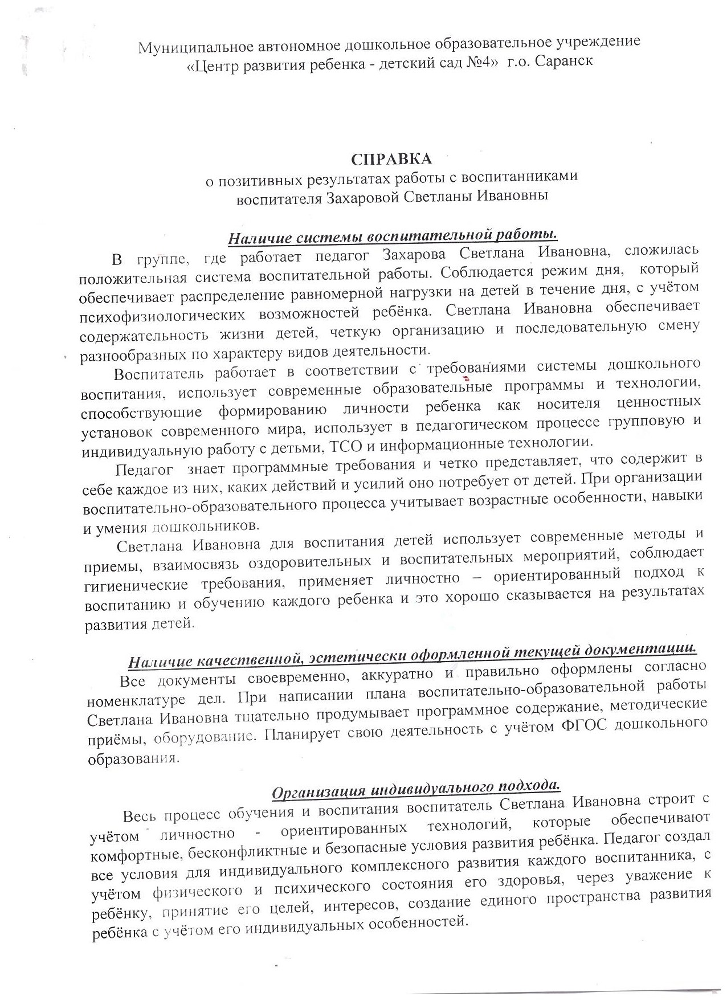 Муниципальное автономное дошкольное образовательное учреждение
«Центр развития ребенка - детский сад №4» г.о. Саранск
СПРАВКА
о позитивных результатах работы с воспитанниками
воспитателя Захаровой Светланы Ивановны
Наличие системы воспитательной работы.
В группе, где работает педагог Захарова Светлана Ивановна, сложилась
положительная система воспитательной работы. Соблюдается режим дня, который
обеспечивает распределение равномерной нагрузки на детей в течение дня, с учётом
психофизиологических возможностей ребёнка. Светлана Ивановна обеспечивает
содержательность жизни детей, четкую организацию и последовательную смену
разнообразных по характеру видов деятельности.
Воспитатель работает в соответствии с требованиями системы дошкольного
воспитания, использует современные образовательные программы и технологии,
способствующие формированию личности ребенка как носителя ценностных
установок современного мира, использует в педагогическом процессе групповую и
индивидуальную работу с детьми, ТСО и информационные технологии.
Педагог знает программные требования и четко представляет, что содержит в
себе каждое из них, каких действий и усилий оно потребует от детей. При организации
воспитательно-образовательного процесса учитывает возрастные особенности, навыки
и умения дошкольников.
Светлана Ивановна для воспитания детей использует современные методы и
приемы, взаимосвязь оздоровительных и воспитательных мероприятий, соблюдает
гигиенические требования, применяет личностно – ориентированный подход к
воспитанию и обучению каждого ребенка и это хорошо сказывается на результатах
развития детей.
Наличие качественной, эстетически оформленной текущей документации.
Все документы своевременно, аккуратно и правильно оформлены согласно
номенклатуре дел. При написании плана воспитательно-образовательной работы
Светлана Ивановна тщательно продумывает программное содержание, методические
приёмы, оборудование. Планирует свою деятельность с учётом ФГОС дошкольного
образования.
Организация индивидуального подхода.
Весь процесс обучения и воспитания воспитатель Светлана Ивановна строит с
учётом личностно - ориентированных технологий, которые обеспечивают
комфортные, бесконфликтные и безопасные условия развития ребёнка. Педагог создал
все условия для индивидуального комплексного развития каждого воспитанника, с
учётом физического и психического состояния его здоровья, через уважение к
ребёнку, принятие его целей, интересов, создание единого пространства развития
ребёнка с учётом его индивидуальных особенностей.